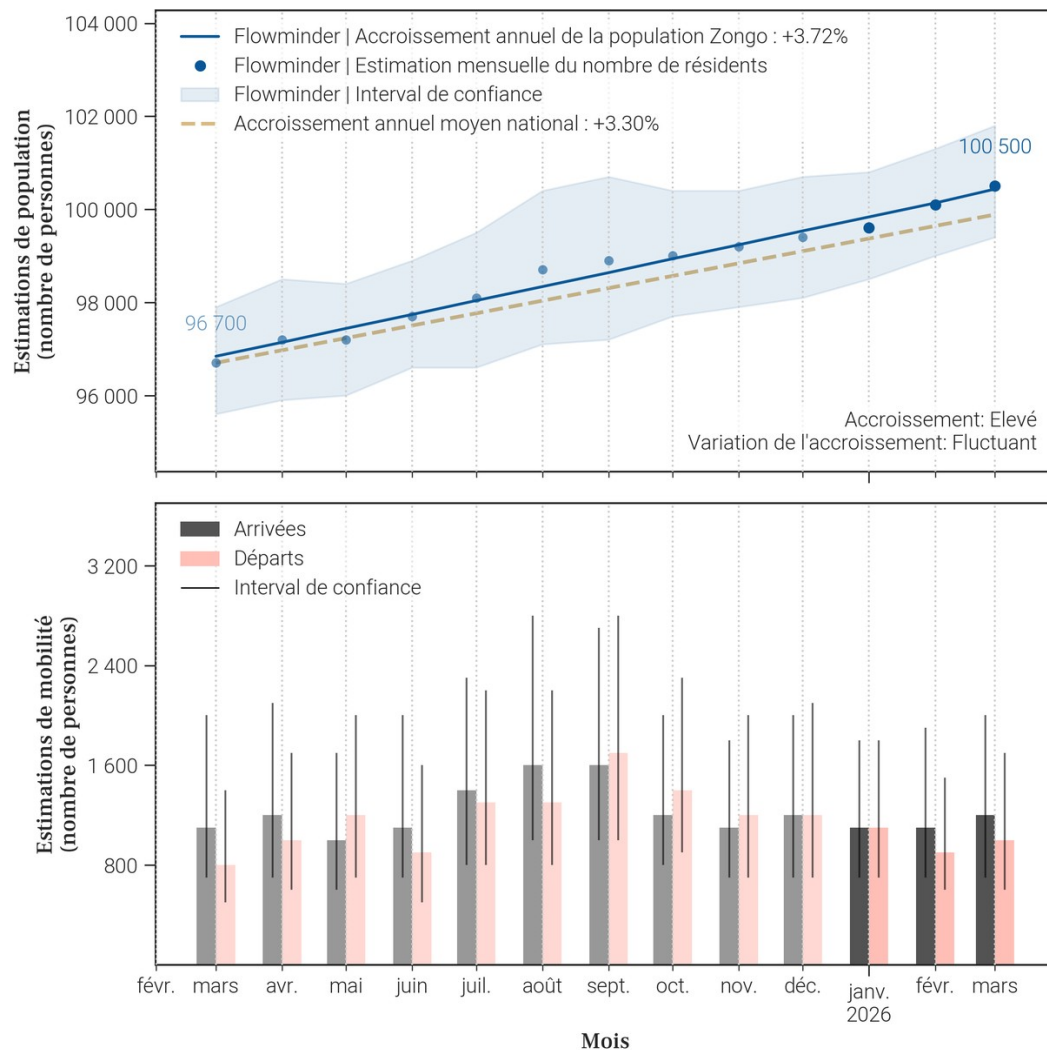 104 000
102 000
100 000
98 000
96 000
Estimations de population
(nombre de personnes)
Flowminder | Accroissement annuel de la population Zongo : +3.72%
Flowminder | Estimation mensuelle du nombre de résidents
Flowminder | Interval de confiance
Accroissement annuel moyen national : +3.30%
100 500
96 700
Accroissement: Elevé
Variation de l'accroissement: Fluctuant
Arrivées
Départs
Interval de confiance
3 200
2 400
1 600
800
Estimations de mobilité
(nombre de personnes)
févr. mars avr. mai juin juil. août sept. oct. nov. déc. janv. févr. mars
2026
Mois